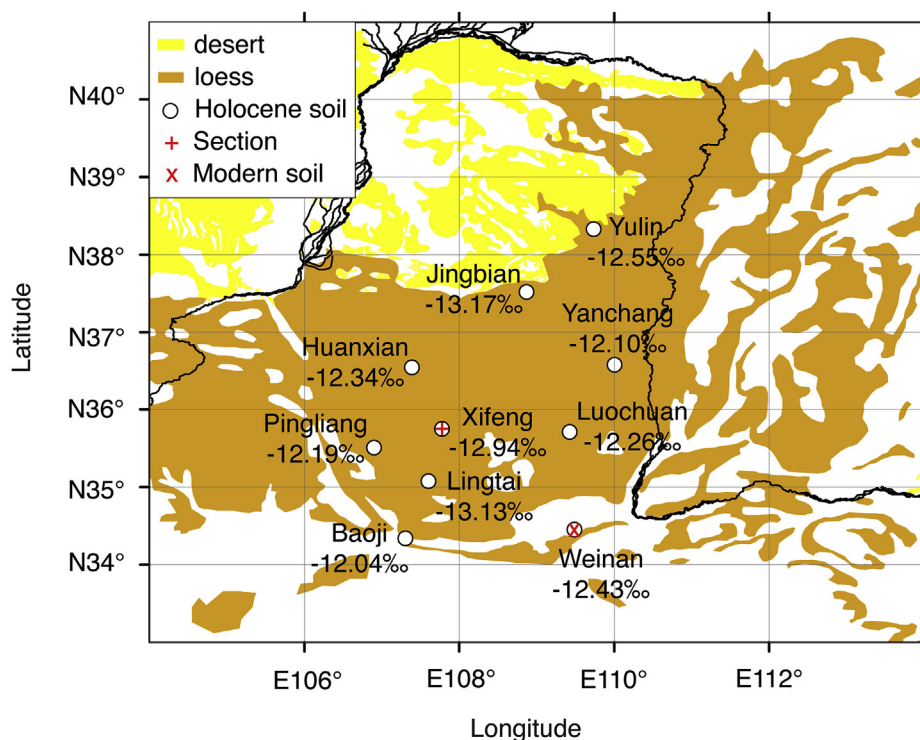 desert
loess
Holocene soil
Section
Modern soil
N40°
N39°
N38°
N37°
N36°
N35°
N34°
Latitude
Yulin
-12.55‰
Jingbian
-13.17‰
Yanchang
-12.10‰
Huanxian
-12.34‰
Pingliang
-12.19‰
Xifeng
-12.94‰
Luochuan
-12.26‰
Lingtai
-13.13‰
Baoji
-12.04‰
Weinan
-12.43‰
E106°
E108°
E110°
E112°
Longitude